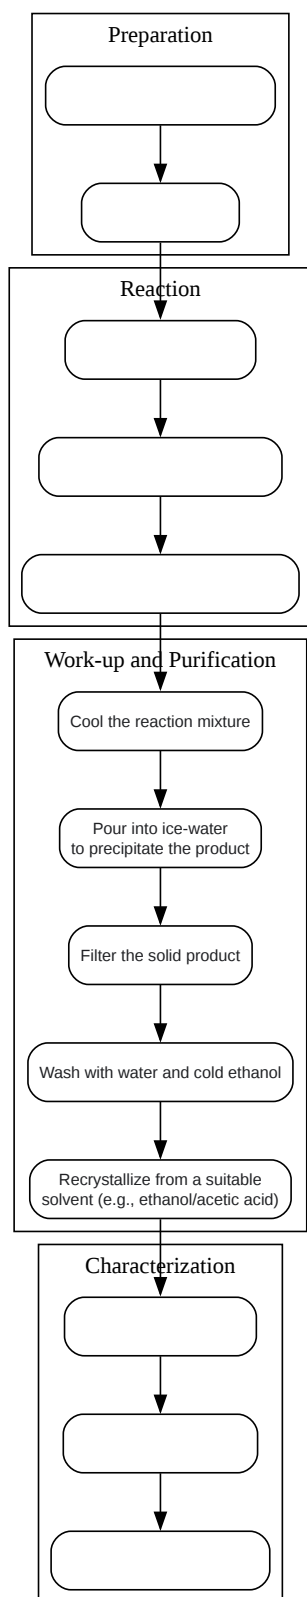 Preparation
Reaction
Work-up and Purification
Cool the reaction mixture
Pour into ice-water
to precipitate the product
Filter the solid product
Wash with water and cold ethanol
Recrystallize from a suitable
solvent (e.g., ethanol/acetic acid)
Characterization